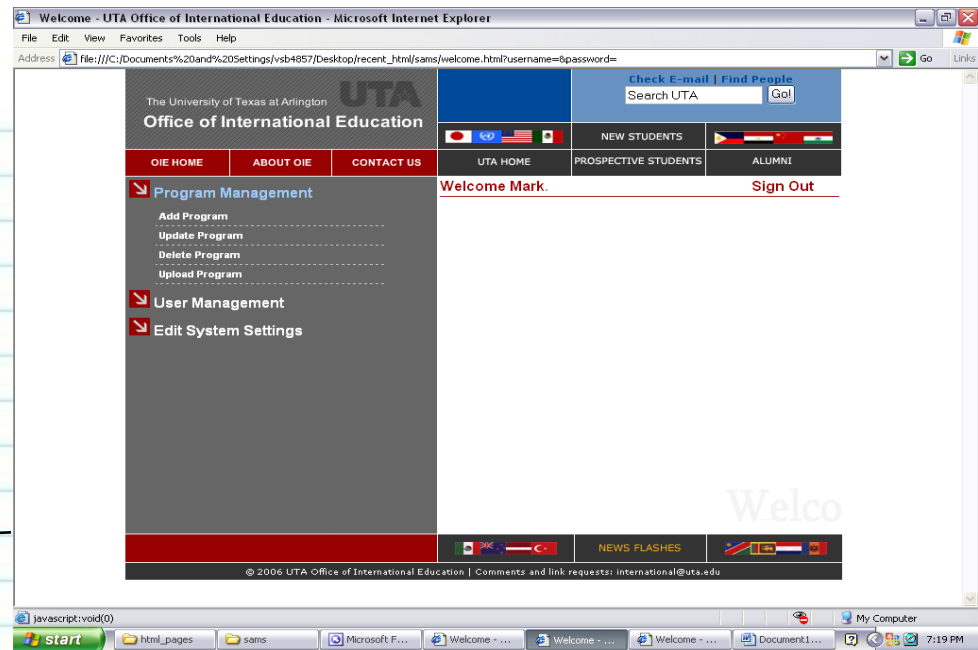 Welcome - UTA Office of International Education - Microsoft Internet Explorer
File Edit View Favorites Tools Help
Address file:///C:/Documents%20and%20Settings/vsb4857/Desktop/recent_html/sams/welcome.html?username=&password= Go Links
Check E-mail | Find People
The University of Texas at Arlington UTA Search UTA Go!
Office of International Education
NEW STUDENTS
OIE HOME ABOUT OIE CONTACT US UTA HOME PROSPECTIVE STUDENTS ALUMNI
Program Management Welcome Mark. Sign Out
Add Program
Update Program
Delete Program
Upload Program
User Management
Edit System Settings
Welco
NEWS FLASHES
© 2006 UTA Office of International Education | Comments and link requests: international@uta.edu
javascript:void(0) My Computer
start html_pages sams Microsoft F... Welcome - ... Welcome - ... Welcome - ... Document1... 7:19 PM